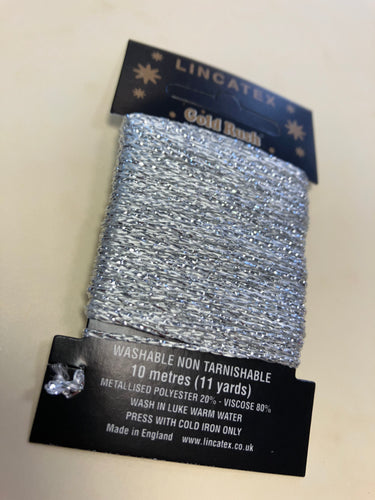 LINCATEX
Gold Rush
WASHABLE NON TARNISHABLE
10 metres (11 yards)
METALLISED POLYESTER 20% - VISCOSE 80%
WASH IN LUKE WARM WATER
PRESS WITH COLD IRON ONLY
Made in England www.lincatex.co.uk